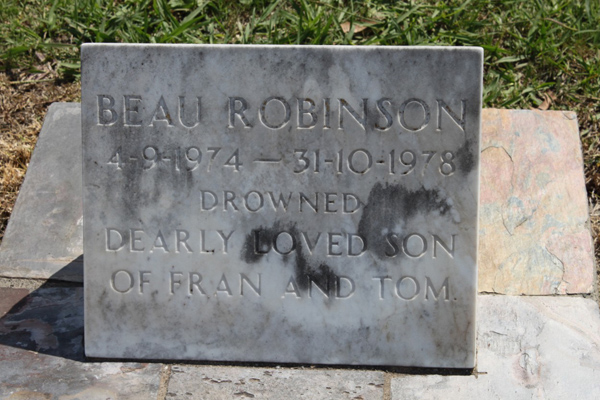 BEAU ROBINSON
4-9-1974 — 31-10-1978
DROWNED
DEARLY LOVED SON
OF FRAN AND TOM.